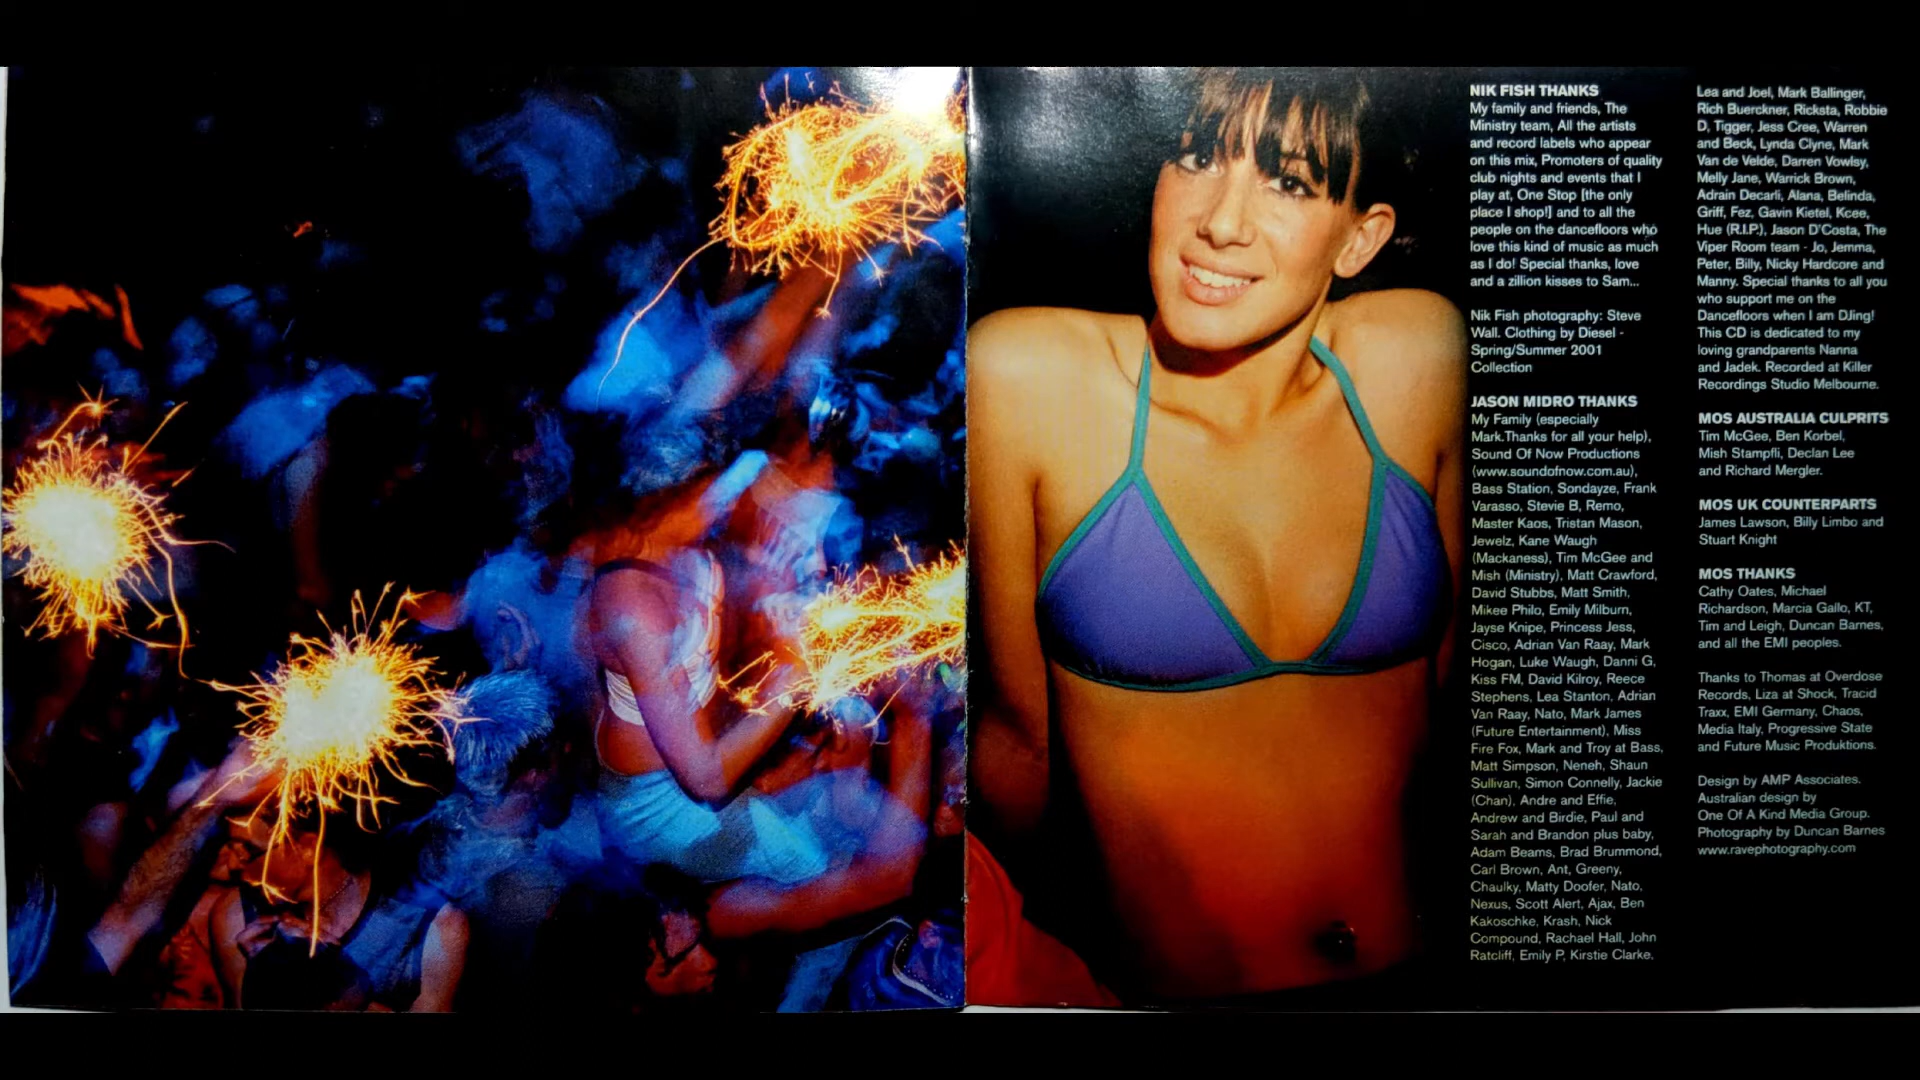 NIK FISH THANKS
My family and friends, The
Ministry team, All the artists
and record labels who appear
on this mix, Promoters of quality
club nights and events that I
play at, One Stop [the only
place I shop!] and to all the
people on the dancefloors who
love this kind of music as much
as I do! Special thanks, love
and a zillion kisses to Sam...
Nik Fish photography: Steve
Wall. Clothing by Diesel -
Spring/Summer 2001
Collection
JASON MIDRO THANKS
My Family (especially
Mark.Thanks for all your help),
Sound Of Now Productions
(www.soundofnow.com.au),
Bass Station, Sondayze, Frank
Varasso, Stevie B, Remo,
Master Kaos, Tristan Mason,
Jewelz, Kane Waugh
(Mackaness), Tim McGee and
Mish (Ministry), Matt Crawford,
David Stubbs, Matt Smith,
Mikee Philo, Emily Milburn,
Jayse Knipe, Princess Jess,
Cisco, Adrian Van Raay, Mark
Hogan, Luke Waugh, Danni G,
Kiss FM, David Kilroy, Reece
Stephens, Lea Stanton, Adrian
Van Raay, Nato, Mark James
(Future Entertainment), Miss
Fire Fox, Mark and Troy at Bass,
Matt Simpson, Neneh, Shaun
Sullivan, Simon Connelly, Jackie
(Chan), Andre and Effie,
Andrew and Birdie, Paul and
Sarah and Brandon plus baby,
Adam Beams, Brad Brummond,
Carl Brown, Ant, Greeny,
Chaulky, Matty Doofer, Nato,
Nexus, Scott Alert, Ajax, Ben
Kakoschke, Krash, Nick
Compound, Rachael Hall, John
Ratcliff, Emily P, Kirstie Clarke.
Lea and Joel, Mark Ballinger,
Rich Buerckner, Ricksta, Robbie
D, Tigger, Jess Cree, Warren
and Beck, Lynda Clyne, Mark
Van de Velde, Darren Vowlsy,
Melly Jane, Warrick Brown,
Adrain Decarli, Alana, Belinda,
Griff, Fez, Gavin Kietel, Kcee,
Hue (R.I.P.), Jason D'Costa, The
Viper Room team - Jo, Jemma,
Peter, Billy, Nicky Hardcore and
Manny. Special thanks to all you
who support me on the
Dancefloors when I am DJing!
This CD is dedicated to my
loving grandparents Nanna
and Jadek. Recorded at Killer
Recordings Studio Melbourne.
MOS AUSTRALIA CULPRITS
Tim McGee, Ben Korbel,
Mish Stampfli, Declan Lee
and Richard Mergler.
MOS UK COUNTERPARTS
James Lawson, Billy Limbo and
Stuart Knight
MOS THANKS
Cathy Oates, Michael
Richardson, Marcia Gallo, KT,
Tim and Leigh, Duncan Barnes,
and all the EMI peoples.
Thanks to Thomas at Overdose
Records, Liza at Shock, Tracid
Traxx, EMI Germany, Chaos,
Media Italy, Progressive State
and Future Music Produktions.
Design by AMP Associates.
Australian design by
One Of A Kind Media Group.
Photography by Duncan Barnes
www.ravephotography.com